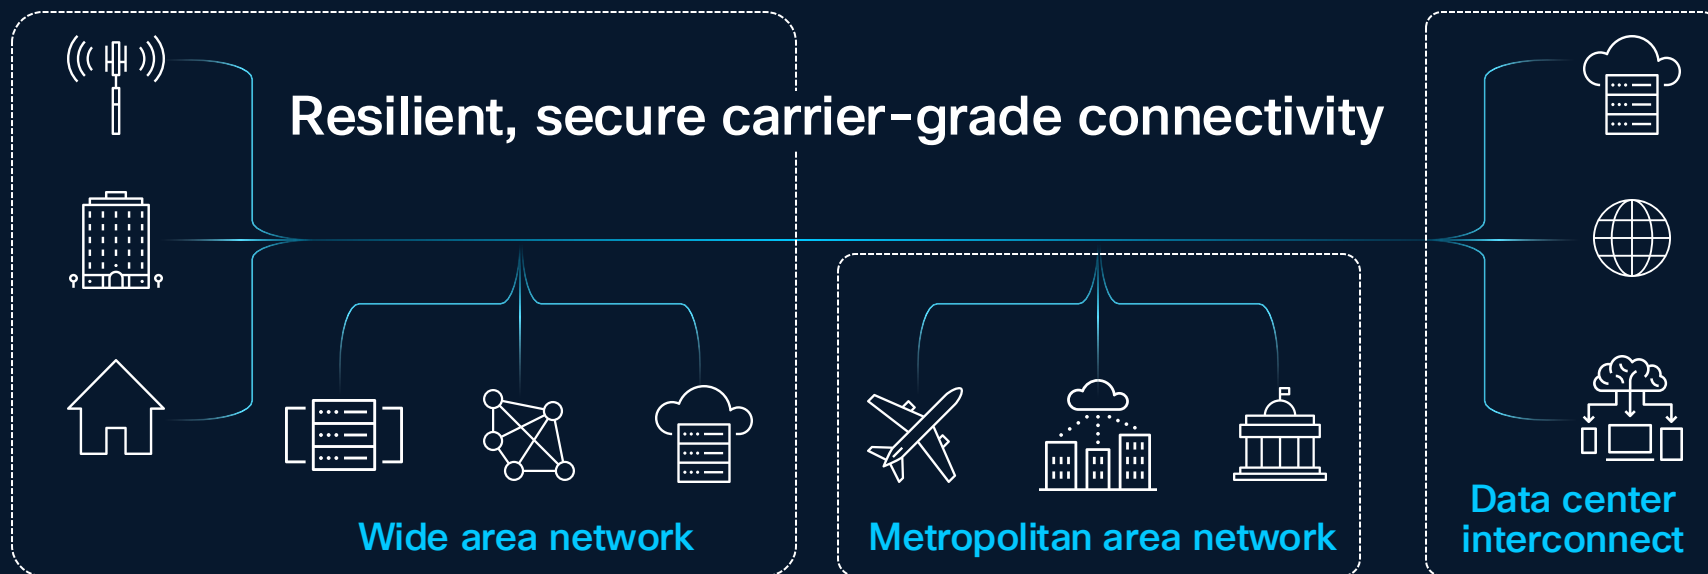 Resilient, secure carrier-grade connectivity
Wide area network
Metropolitan area network
Data center
interconnect